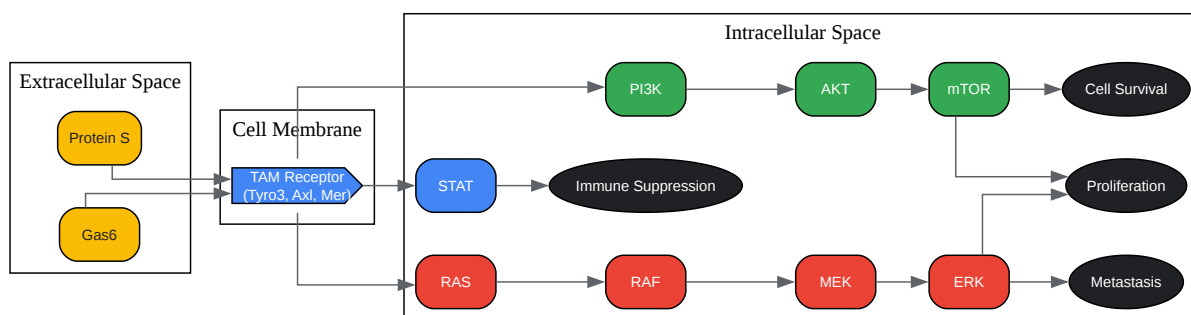 Extracellular Space
Protein S
Gas6
Cell Membrane
TAM Receptor
(Tyro3, Axl, Mer)
Intracellular Space
PI3K
AKT
mTOR
Cell Survival
STAT
Immune Suppression
Proliferation
RAS
RAF
MEK
ERK
Metastasis